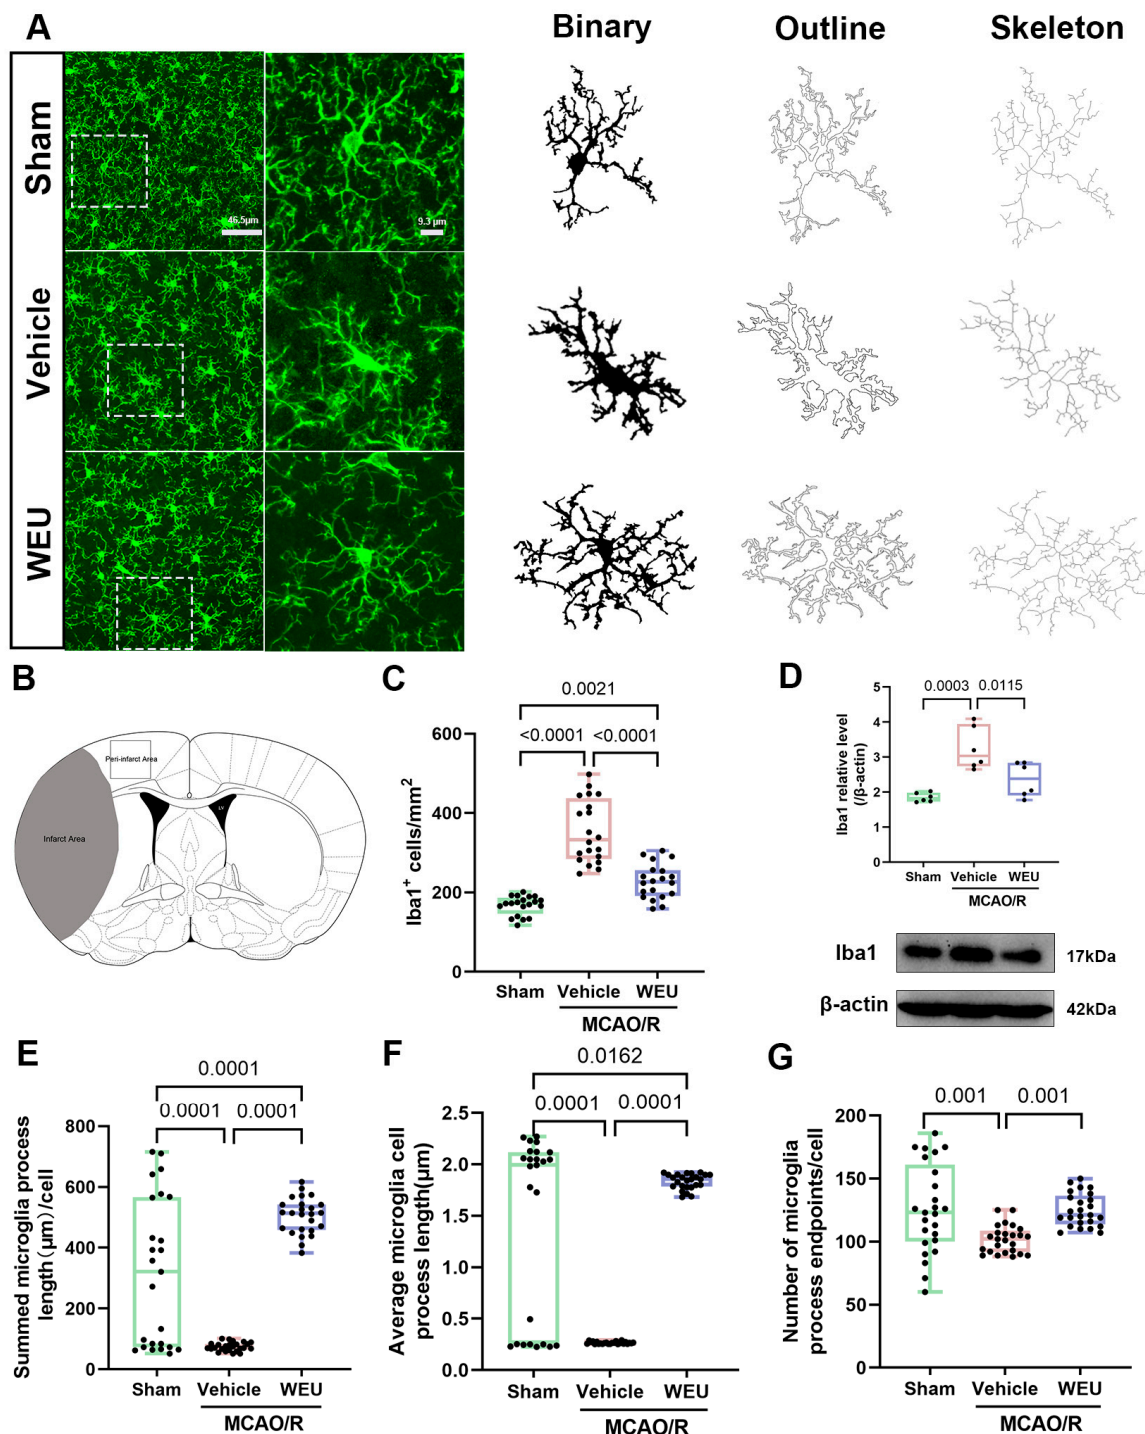 A
Binary
Outline
Skeleton
Sham
46.5µm
9.3 µm
Vehicle
WEU
B
Peri-infarct Area
LV
Infarct Area
C
0.0021
<0.0001
<0.0001
Iba1+ cells/mm2
600
400
200
0
Sham
Vehicle
WEU
MCAO/R
D
0.0003
0.0115
Iba1 relative level
(/β-actin)
5
4
3
2
1
0
Sham
Vehicle
WEU
MCAO/R
Iba1
17kDa
β-actin
42kDa
E
0.0001
0.0001
0.0001
Summed microglia process
length(µm)/cell
800
600
400
200
0
Sham
Vehicle
WEU
MCAO/R
F
0.0162
0.0001
0.0001
Average microglia cell
process length(µm)
2.5
2.0
1.5
1.0
0.5
0.0
Sham
Vehicle
WEU
MCAO/R
G
0.001
0.001
Number of microglia
process endpoints/cell
200
150
100
50
0
Sham
Vehicle
WEU
MCAO/R